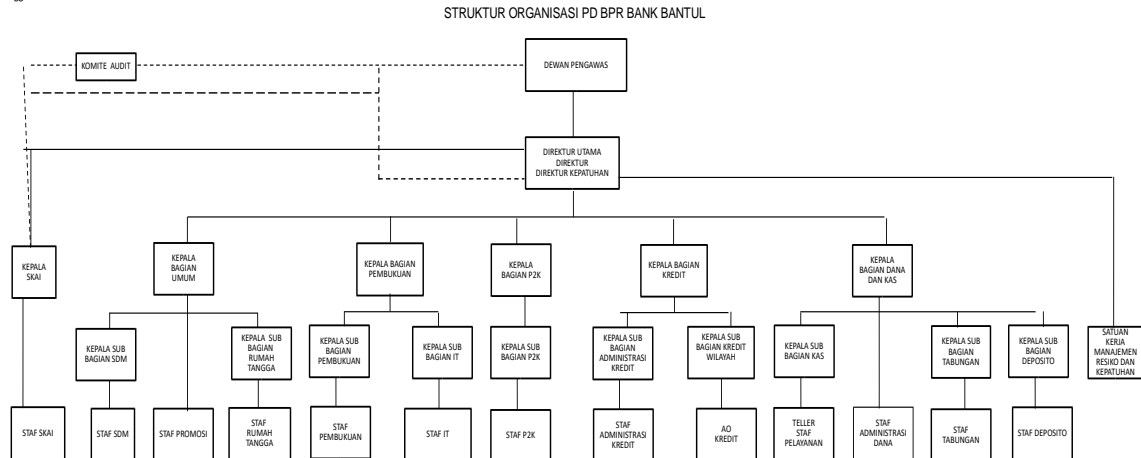 STRUKTUR ORGANISASI PD BPR BANK BANTUL
KOMITE AUDIT
DEWAN PENGAWAS
DIREKTUR UTAMA
DIREKTUR
DIREKTUR KEPATUHAN
KEPALA
SKAI
KEPALA
BAGIAN
UMUM
KEPALA BAGIAN
PEMBUKUAN
KEPALA
BAGIAN P2K
KEPALA BAGIAN
KREDIT
KEPALA
BAGIAN DANA
DAN KAS
KEPALA SUB
BAGIAN SDM
KEPALA SUB
BAGIAN
RUMAH
TANGGA
KEPALA SUB
BAGIAN
PEMBUKUAN
KEPALA SUB
BAGIAN IT
KEPALA SUB
BAGIAN P2K
KEPALA SUB
BAGIAN
ADMINISTRASI
KREDIT
KEPALA SUB
BAGIAN KREDIT
WILAYAH
KEPALA SUB
BAGIAN KAS
KEPALA SUB
BAGIAN
TABUNGAN
KEPALA SUB
BAGIAN
DEPOSITO
SATUAN
KERJA
MANAJEMEN
RESIKO DAN
KEPATUHAN
STAF SKAI
STAF SDM
STAF PROMOSI
STAF
RUMAH
TANGGA
STAF
PEMBUKUAN
STAF IT
STAF P2K
STAF
ADMINISTRASI
KREDIT
AO
KREDIT
TELLER
STAF
PELAYANAN
STAF
ADMINISTRASI
DANA
STAF
TABUNGAN
STAF DEPOSITO